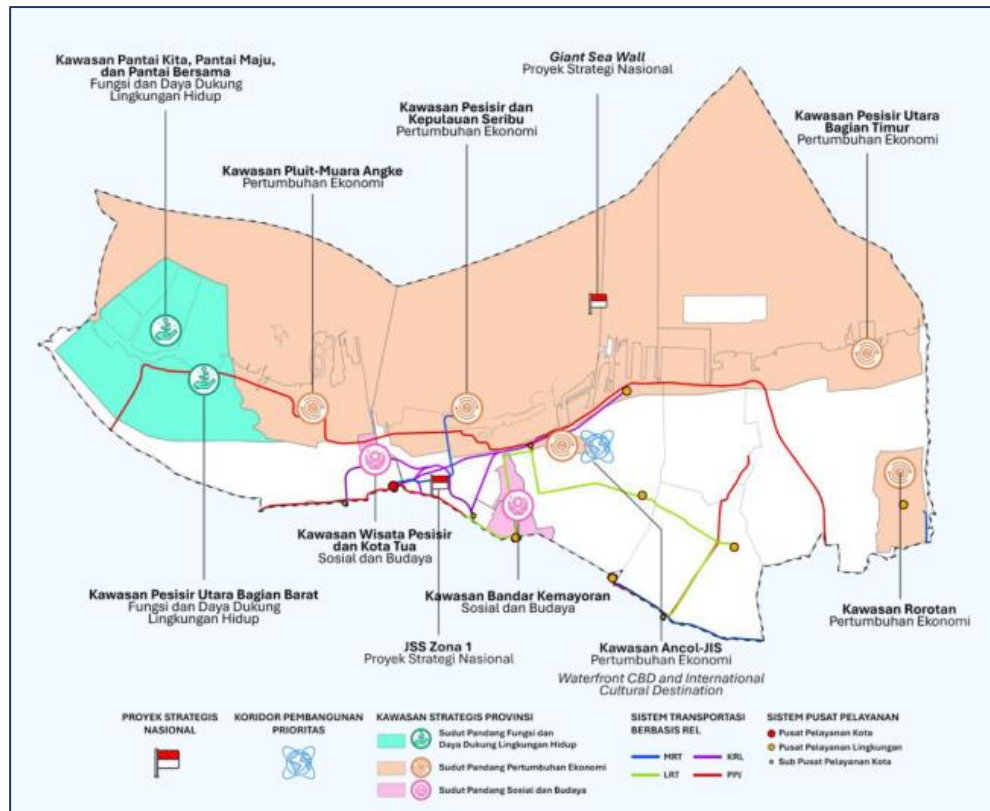 Kawasan Pantai Kita, Pantai Maju,
dan Pantai Bersama
Fungsi dan Daya Dukung
Lingkungan Hidup
Giant Sea Wall
Proyek Strategi Nasional
Kawasan Pesisir dan
Kepulauan Seribu
Pertumbuhan Ekonomi
Kawasan Pesisir Utara
Bagian Timur
Pertumbuhan Ekonomi
Kawasan Pluit-Muara Angke
Pertumbuhan Ekonomi
Kawasan Wisata Pesisir
dan Kota Tua
Sosial dan Budaya
Kawasan Pesisir Utara Bagian Barat
Fungsi dan Daya Dukung
Lingkungan Hidup
Kawasan Bandar Kemayoran
Sosial dan Budaya
Kawasan Rorotan
Pertumbuhan Ekonomi
JSS Zona 1
Proyek Strategi Nasional
Kawasan Ancol-JIS
Pertumbuhan Ekonomi
Waterfront CBD and International
Cultural Destination
PROYEK STRATEGIS
NASIONAL
KORIDOR PEMBANGUNAN
PRIORITAS
KAWASAN STRATEGIS PROVINSI
Sudut Pandang Fungsi dan
Daya Dukung Lingkungan Hidup
Sudut Pandang Pertumbuhan Ekonomi
Sudut Pandang Sosial dan Budaya
SISTEM TRANSPORTASI
BERBASIS REL
MRT
KRL
LRT
PPJ
SISTEM PUSAT PELAYANAN
Pusat Pelayanan Kota
Pusat Pelayanan Lingkungan
Sub Pusat Pelayanan Kota